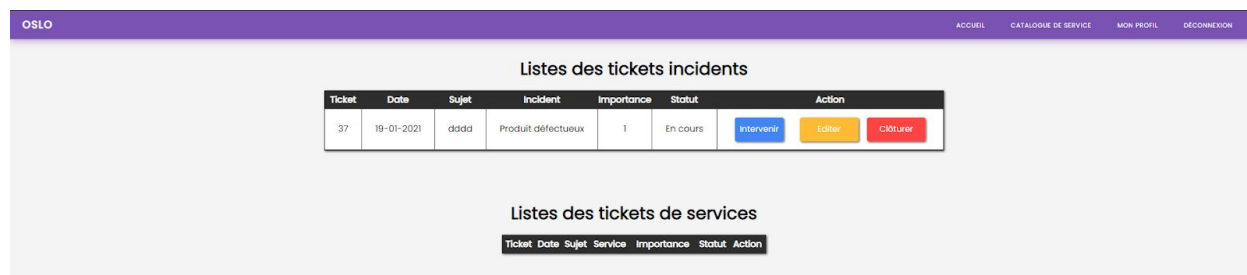 OSLO ACCUEIL CATALOGUE DE SERVICE MON PROFIL DÉCONNEXION
Listes des tickets incidents
Ticket Date Sujet Incident Importance Statut Action
37 19-01-2021 dddd Produit défectueux 1 En cours Intervenir Editer Clôturer
Listes des tickets de services
Ticket Date Sujet Service Importance Statut Action